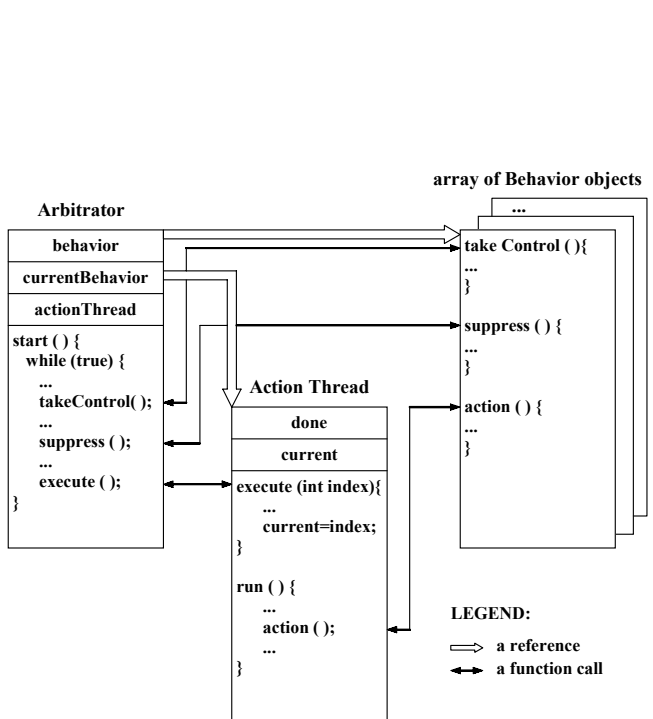 array of Behavior objects
...
Arbitrator
behavior
currentBehavior
actionThread
start ( ) {
while (true) {
...
takeControl( );
...
suppress ( );
...
execute ( );
}
take Control ( ){
...
}
suppress ( ) {
...
}
action ( ) {
...
}
Action Thread
done
current
execute (int index){
...
current=index;
}
run ( ) {
...
action ( );
...
}
LEGEND:
a reference
a function call